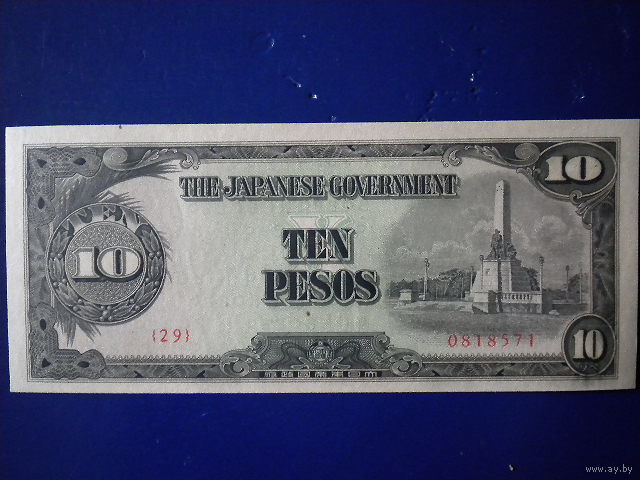 10
THE JAPANESE GOVERNMENT
TEN
10
TEN
PESOS
{29}
0818571
10
www.ay.by